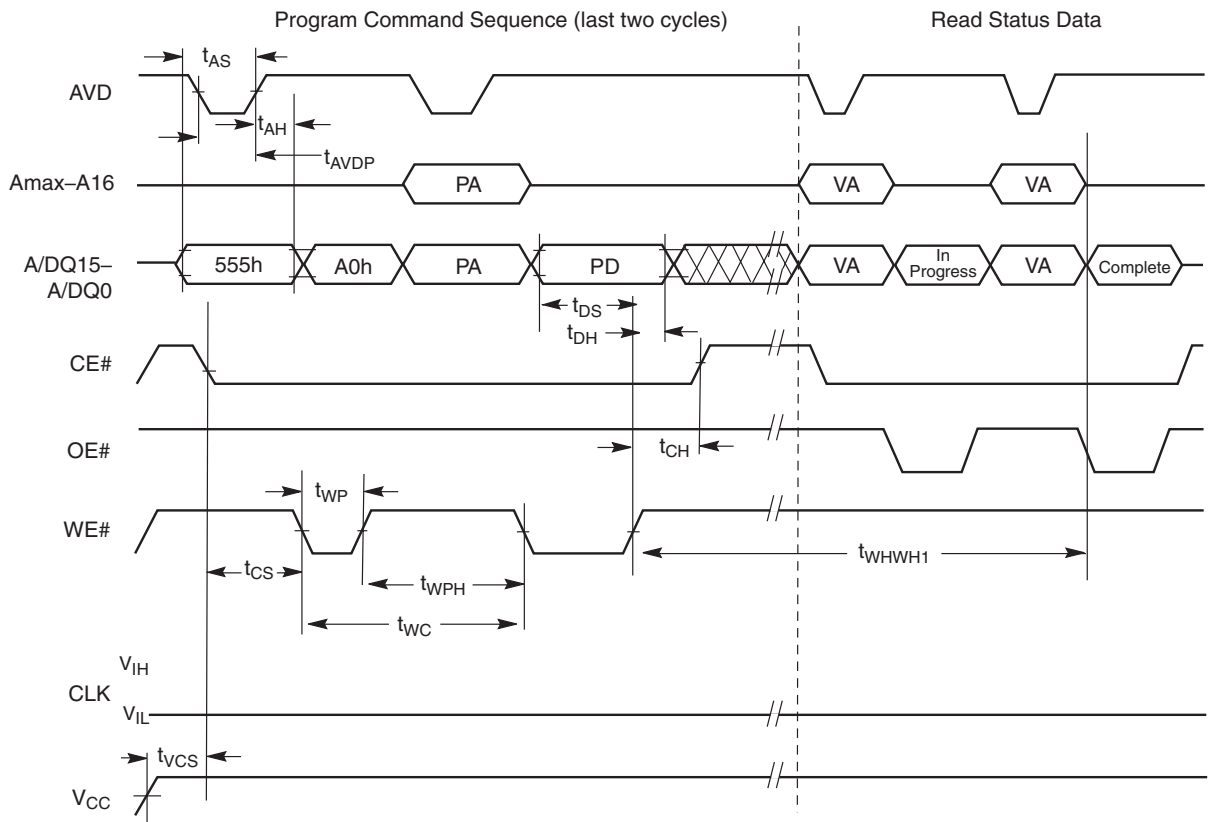 Program Command Sequence (last two cycles)
Read Status Data
tAS
AVD
tAH
tAVDP
Amax–A16
PA
VA
VA
A/DQ15–
A/DQ0
555h
A0h
PA
PD
VA
In
Progress
VA
Complete
tDS
tDH
CE#
OE#
tCH
tWP
WE#
tWHWH1
tCS
tWPH
tWC
VIH
CLK
VIL
tVCS
VCC